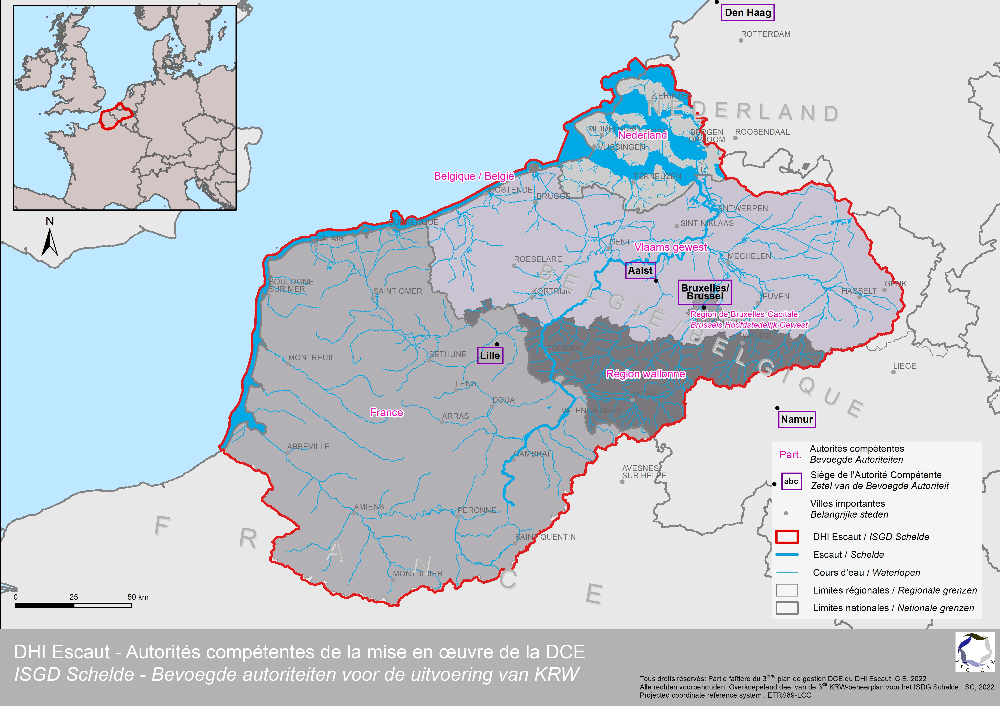 Den Haag
ROTTERDAM
ZIERIKZEE
NEDERLAND
MIDDELBURG
GOES
Nederland
BERGEN
OP ZOOM
ROOSENDAAL
VLISSINGEN
Belgique / België
TERNEUZEN
OOSTENDE
BRUGGE
ANTWERPEN
N
DUNKERQUE
SINT-NIKLAAS
CALAIS
GENT
Vlaams gewest
MECHELEN
ROESELARE
BELGIË/BELGIQUE
Aalst
BOULOGNE
SUR MER
SAINT OMER
KORTRIJK
Bruxelles/
Brussel
LEUVEN
HASSELT
GENK
Région de Bruxelles-Capitale
Brussels Hoofdstedelijk Gewest
WAVRE
TOURNAI
BETHUNE
Lille
MONTREUIL
LIEGE
Région wallonne
LENS
MONS
DOUAI
France
VALENCIENNES
ARRAS
Namur
ABBEVILLE
CAMBRAI
AVESNES
SUR HELPE
AMIENS
PERONNE
FRANCE
SAINT QUENTIN
MONTDIDIER
Part.
Autorités compétentes
Bevoegde Autoriteiten
abc
Siège de l'Autorité Compétente
Zetel van de Bevoegde Autoriteit
Villes importantes
Belangrijke steden
DHI Escaut / ISGD Schelde
Escaut / Schelde
Cours d’eau / Waterlopen
Limites régionales / Regionale grenzen
Limites nationales / Nationale grenzen
0 25 50 km
DHI Escaut - Autorités compétentes de la mise en œuvre de la DCE
ISGD Schelde - Bevoegde autoriteiten voor de uitvoering van KRW
ISC CIE
Tous droits réservés: Partie faîtière du 3ème plan de gestion DCE du DHI Escaut, CIE, 2022
Alle rechten voorbehouden: Overkoepelend deel van de 3de KRW-beheerplan voor het ISDG Schelde, ISC, 2022
Projected coordinate reference system : ETRS89-LCC